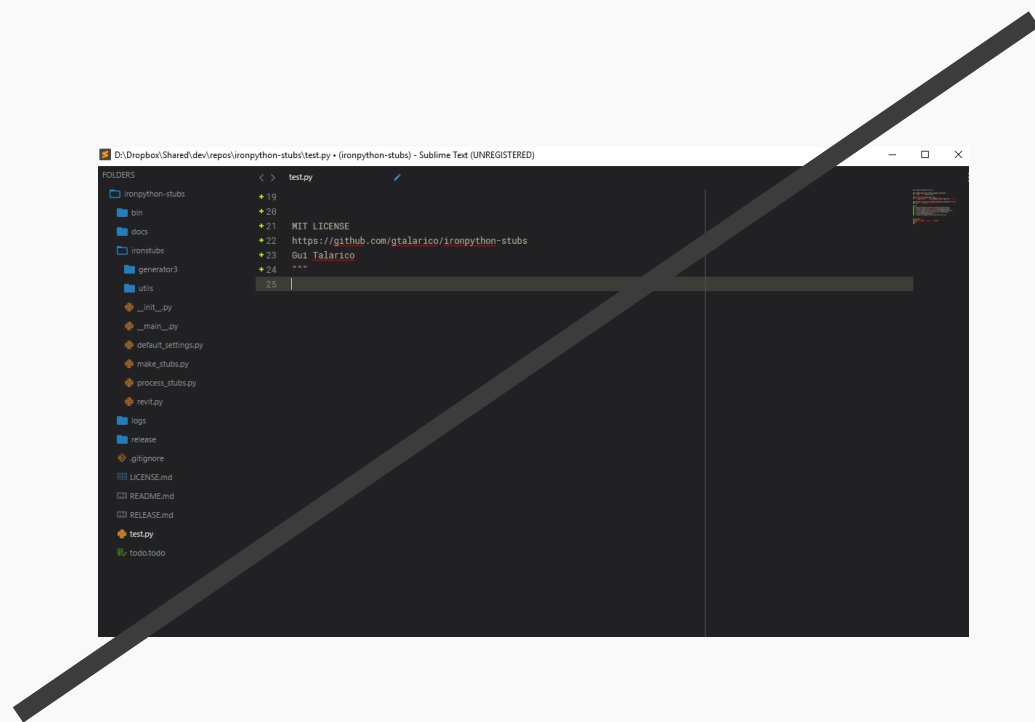 D:\Dropbox\Shared\dev\repos\ironpython-stubs\test.py • (ironpython-stubs) - Sublime Text (UNREGISTERED)
FOLDERS
ironpython-stubs
bin
docs
ironstubs
generator3
utils
__init__.py
__main__.py
default_settings.py
make_stubs.py
process_stubs.py
revit.py
logs
release
.gitignore
LICENSE.md
README.md
RELEASE.md
test.py
todo.todo
test.py
19
20
21 MIT LICENSE
22 https://github.com/gtalarico/ironpython-stubs
23 Gui Talarico
24 """
25